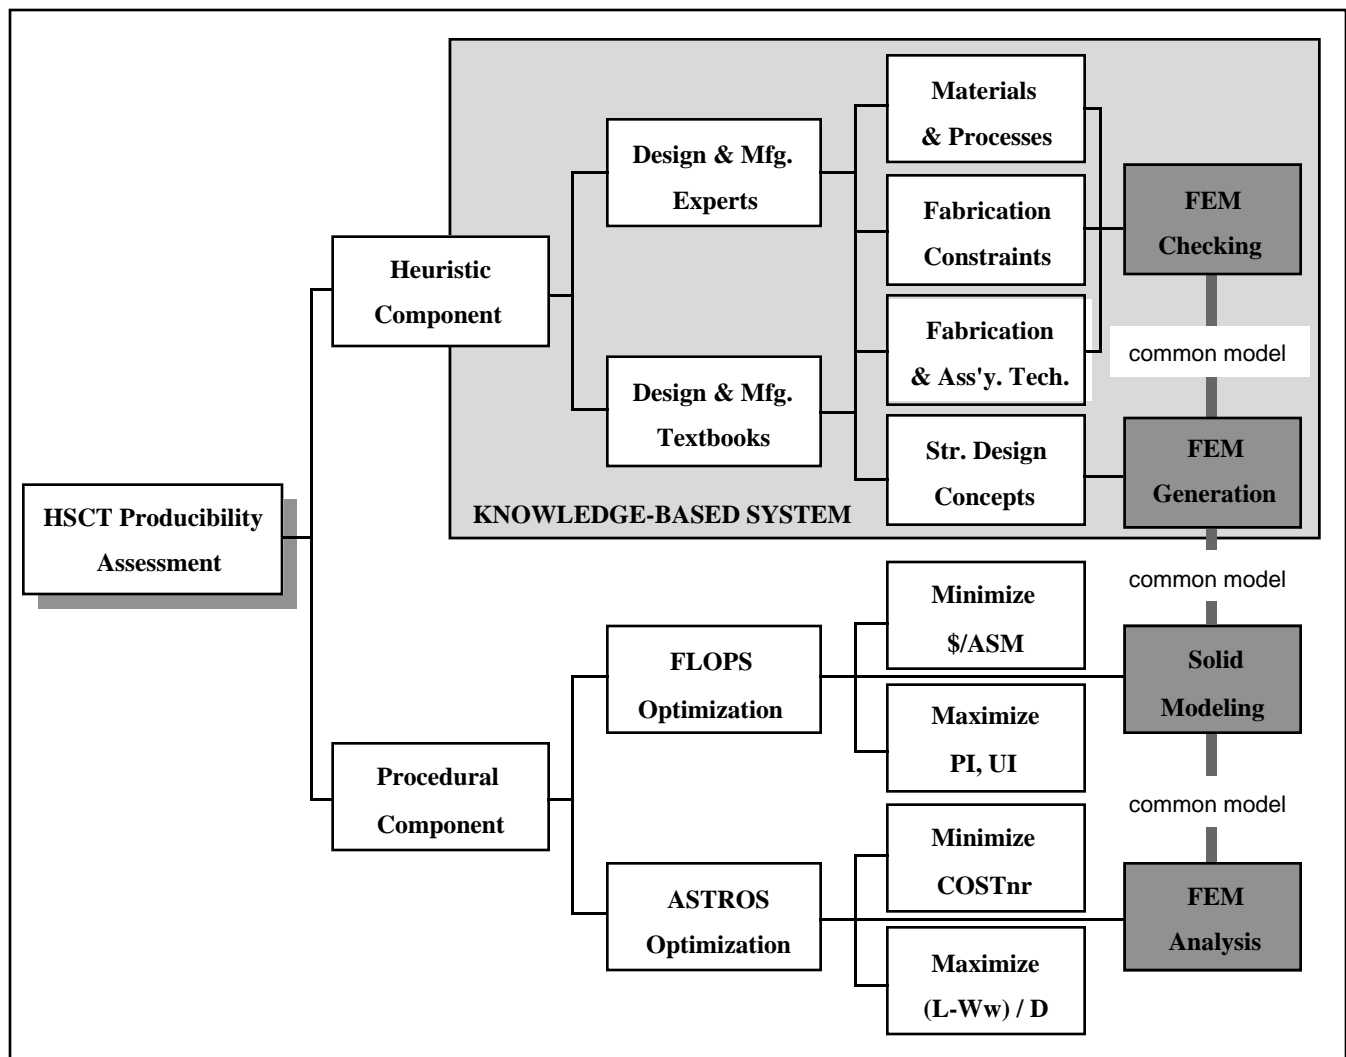 Materials
& Processes
Design & Mfg.
Experts
Fabrication
Constraints
FEM
Checking
Heuristic
Component
Fabrication
& Ass'y. Tech.
common model
Design & Mfg.
Textbooks
Str. Design
Concepts
FEM
Generation
KNOWLEDGE-BASED SYSTEM
HSCT Producibility
Assessment
common model
Minimize
$/ASM
FLOPS
Optimization
Solid
Modeling
Maximize
PI, UI
Procedural
Component
common model
Minimize
COSTnr
ASTROS
Optimization
FEM
Analysis
Maximize
(L-Ww) / D